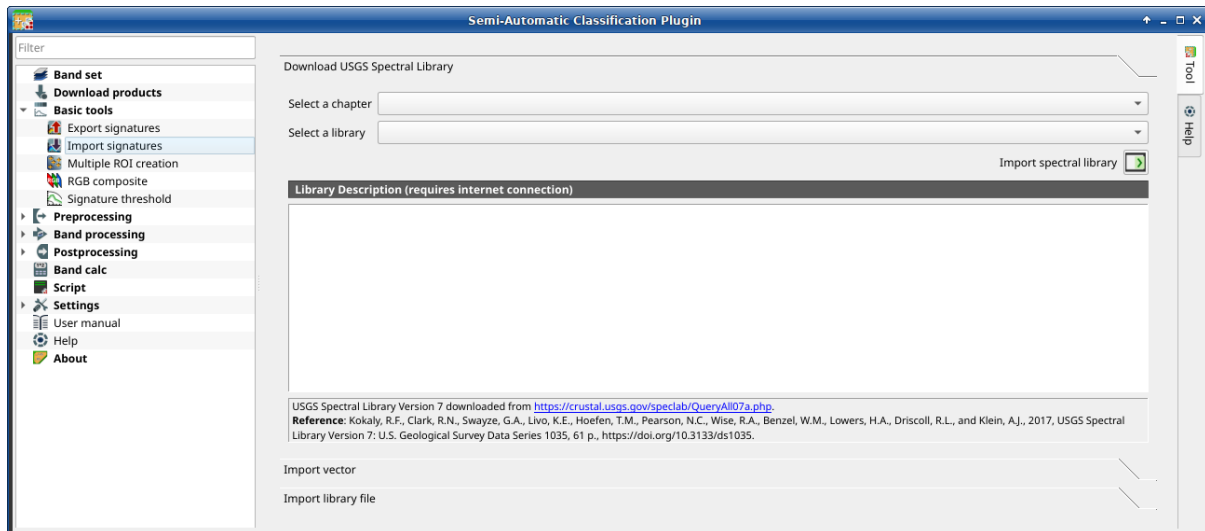 Semi-Automatic Classification Plugin
Filter
Band set
Download products
Basic tools
Export signatures
Import signatures
Multiple ROI creation
RGB composite
Signature threshold
Preprocessing
Band processing
Postprocessing
Band calc
Script
Settings
User manual
Help
About
Download USGS Spectral Library
Select a chapter
Select a library
Import spectral library
Library Description (requires internet connection)
USGS Spectral Library Version 7 downloaded from https://crustal.usgs.gov/speclab/QueryAll07a.php.
Reference: Kokaly, R.F., Clark, R.N., Swayze, G.A., Livo, K.E., Hoefen, T.M., Pearson, N.C., Wise, R.A., Benzel, W.M., Lowers, H.A., Driscoll, R.L., and Klein, A.J., 2017, USGS Spectral
Library Version 7: U.S. Geological Survey Data Series 1035, 61 p., https://doi.org/10.3133/ds1035.
Import vector
Import library file
Tool
Help